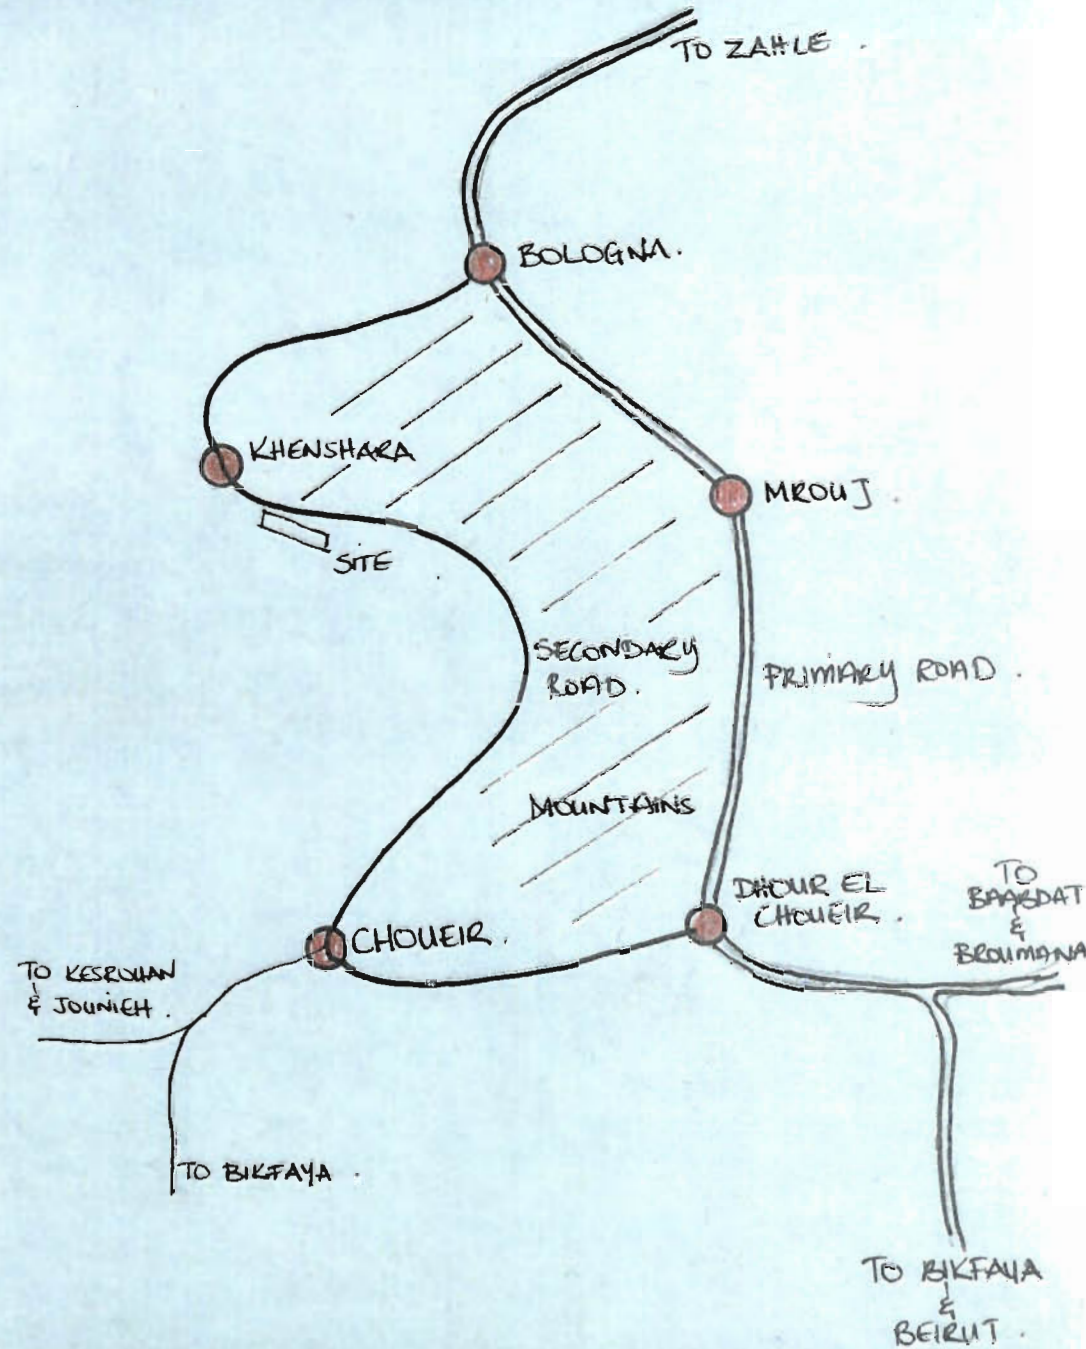 TO ZAHLE.
BOLOGNA.
KHENSHARA
MROUJ.
SITE
SECONDARY
ROAD.
PRIMARY ROAD.
MOUNTAINS
DHOUR EL
CHOUEIR.
TO
BAABDAT
&
BROUMANA
CHOUEIR.
TO KESROUAN
& JOUNIEH.
TO BIKFAYA.
TO BIKFAYA
&
BEIRUT.